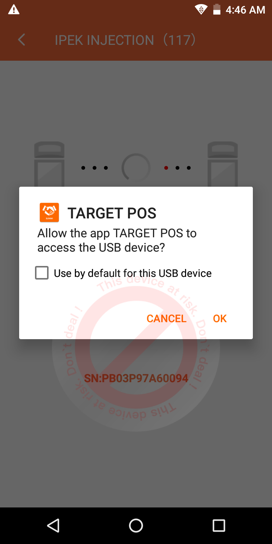 4:46 AM
IPEK INJECTION（117）
TARGET POS
Allow the app TARGET POS to
access the USB device?
Use by default for this USB device
CANCEL
OK
This device at risk, Don't deal !
SN:PB03P97A60094
This device at risk, Don't deal !